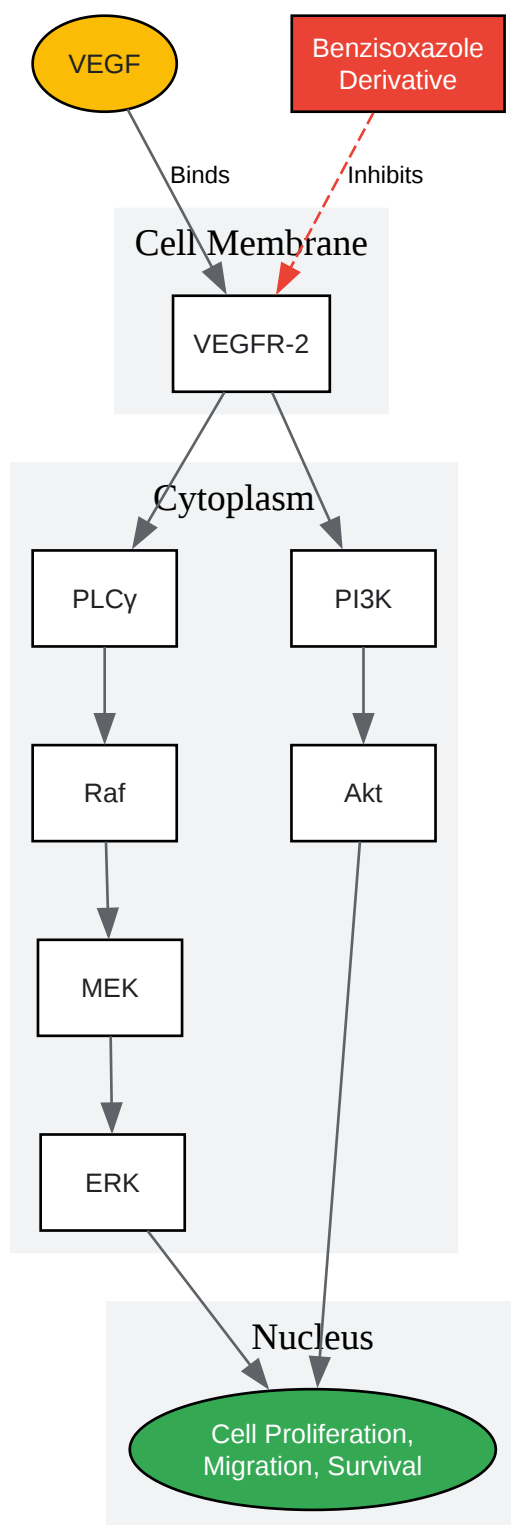 VEGF
Benzisoxazole
Derivative
Binds
Inhibits
Cell Membrane
VEGFR-2
Cytoplasm
PLCγ
PI3K
Raf
Akt
MEK
ERK
Nucleus
Cell Proliferation,
Migration, Survival